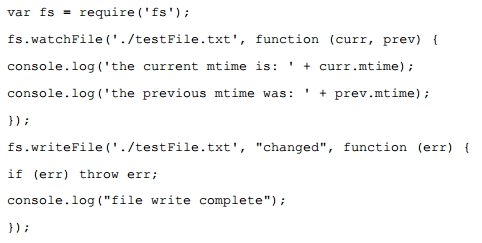 var fs = require('fs');
fs.watchFile('./testFile.txt', function (curr, prev) {
console.log('the current mtime is: ' + curr.mtime);
console.log('the previous mtime was: ' + prev.mtime);
});
fs.writeFile('./testFile.txt', "changed", function (err) {
if (err) throw err;
console.log("file write complete");
});